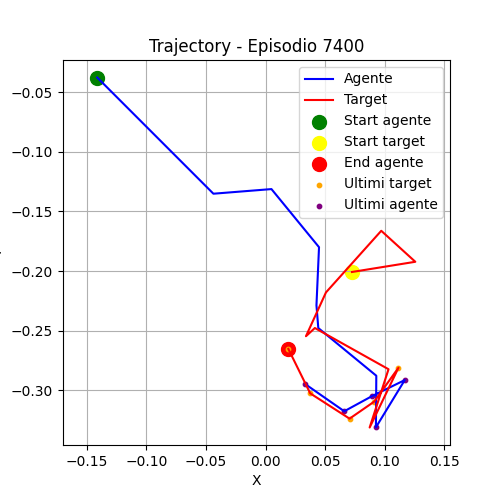 Trajectory - Episodio 7400
Agente
Target
Start agente
Start target
End agente
Ultimi target
Ultimi agente
−0.05
−0.10
−0.15
−0.20
−0.25
−0.30
−0.15
−0.10
−0.05
0.00
0.05
0.10
0.15
X